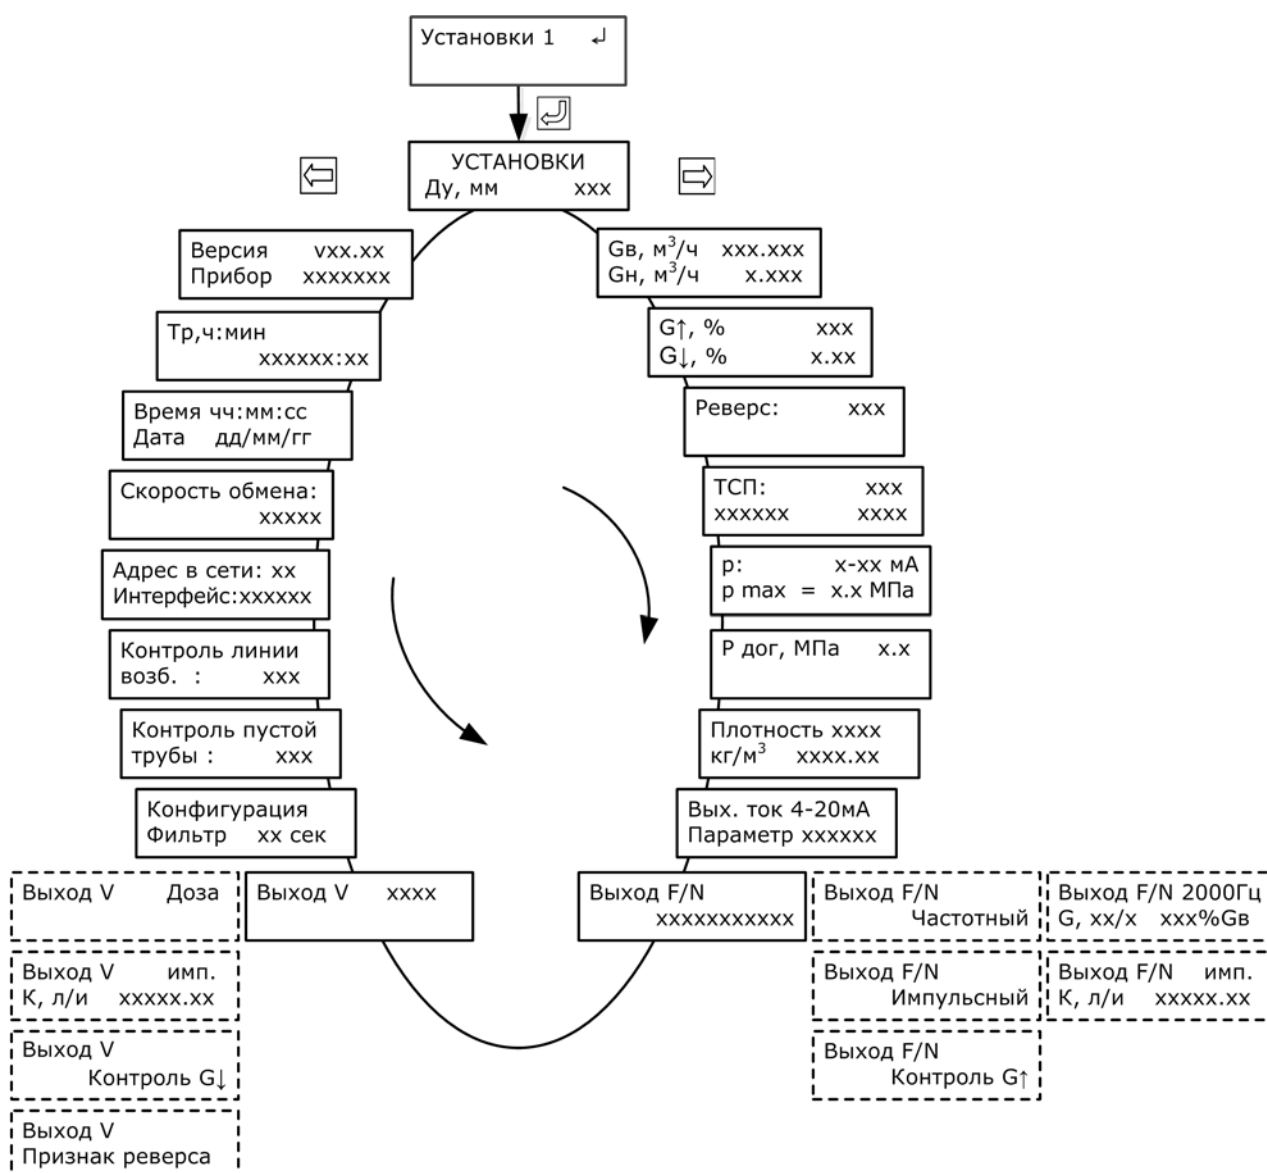 Установки 1 ↲
УСТАНОВКИ
Ду, мм xxx
Версия vxx.xx
Прибор xxxxxxx
Gв, м³/ч xxx.xxx
Gн, м³/ч x.xxx
Тр,ч:мин
xxxxxx:xx
G↑, % xxx
G↓, % x.xx
Время чч:мм:сс
Дата дд/мм/гг
Реверс: xxx
Скорость обмена:
xxxxx
ТСП: xxx
xxxxxx xxxx
Адрес в сети: xx
Интерфейс:xxxxxx
p: x-xx мА
p max = x.x МПа
Контроль линии
возб. : xxx
Р дог, МПа x.x
Контроль пустой
трубы : xxx
Плотность xxxx
кг/м³ xxxx.xx
Конфигурация
Фильтр xx сек
Вых. ток 4-20мА
Параметр xxxxxx
Выход V Доза
Выход V xxxx
Выход F/N
xxxxxxxxxxx
Выход F/N
Частотный
Выход F/N 2000Гц
G, xx/x xxx%Gв
Выход V имп.
К, л/и xxxxx.xx
Выход F/N
Импульсный
Выход F/N имп.
К, л/и xxxxx.xx
Выход V
Контроль G↓
Выход F/N
Контроль G↑
Выход V
Признак реверса